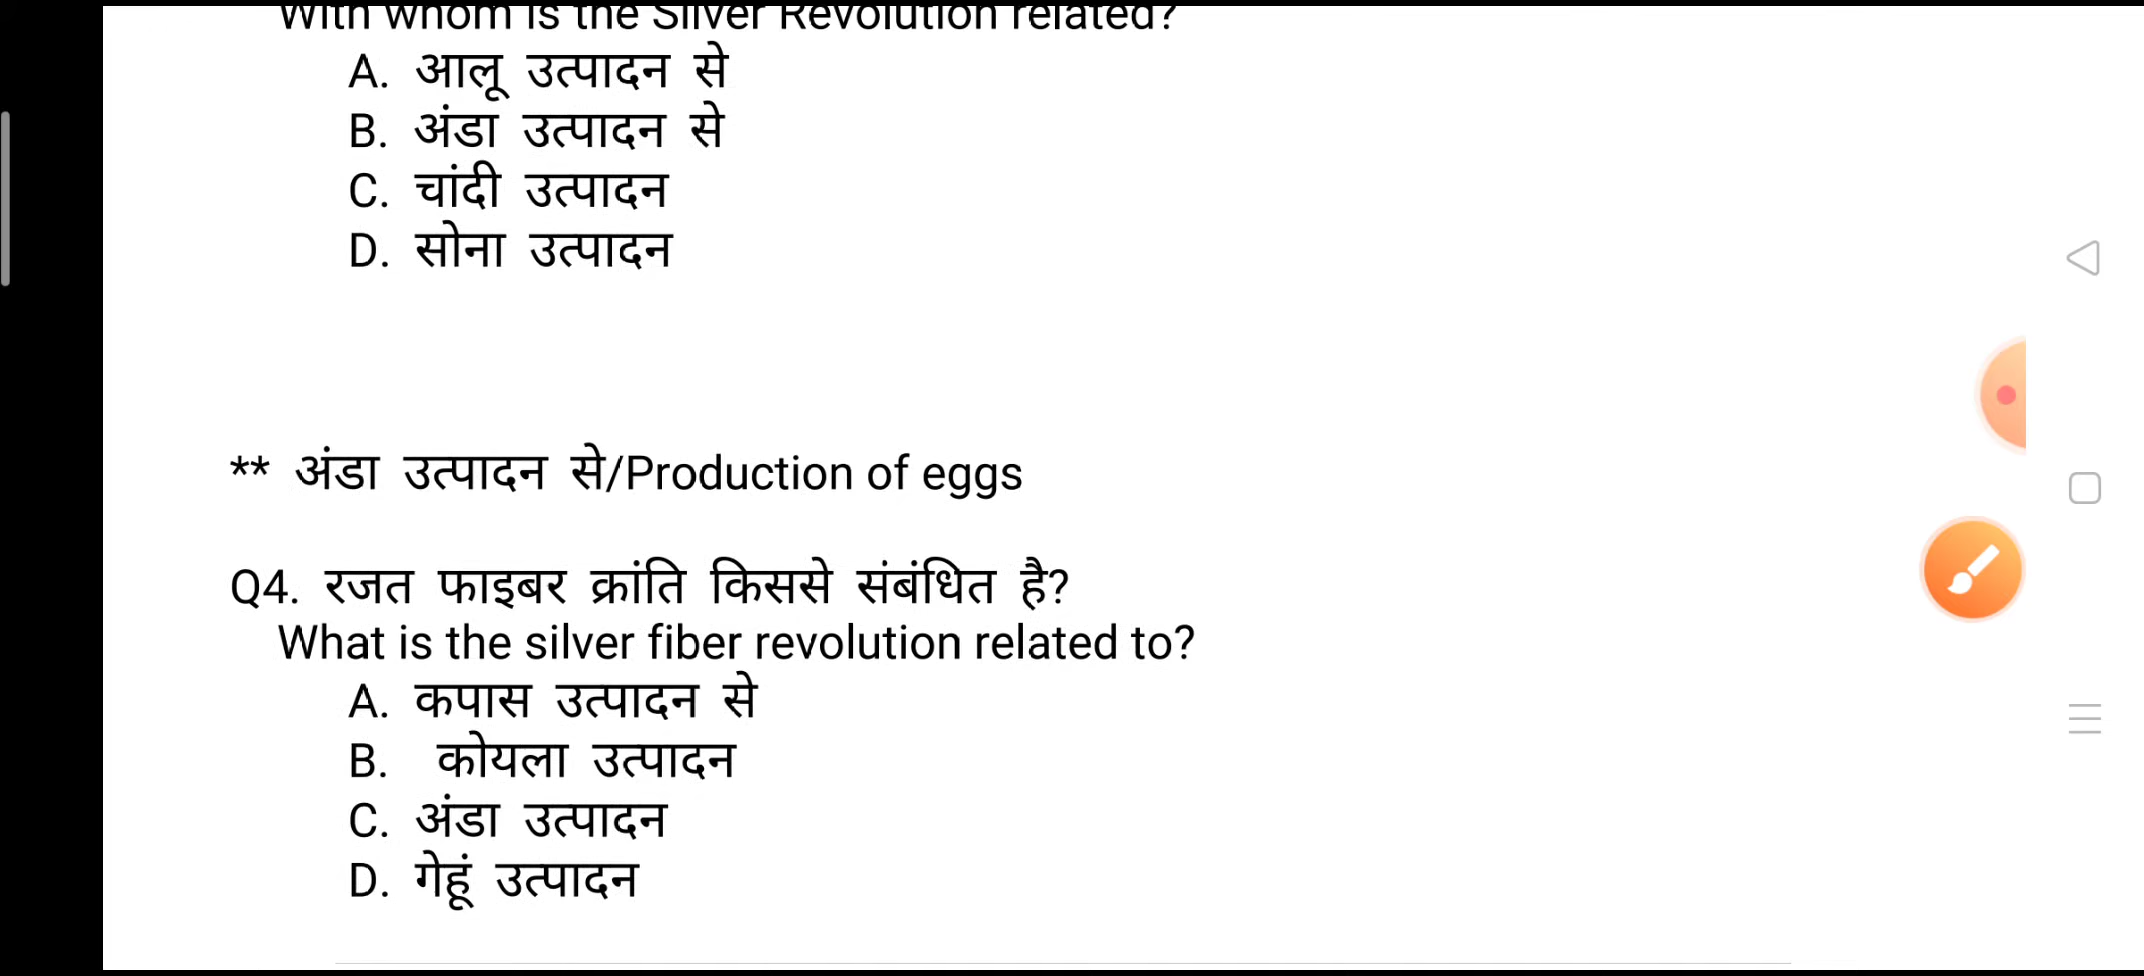 With whom is the Silver Revolution related?
A. आलू उत्पादन से
B. अंडा उत्पादन से
C. चांदी उत्पादन
D. सोना उत्पादन
** अंडा उत्पादन से/Production of eggs
Q4. रजत फाइबर क्रांति किससे संबंधित है?
What is the silver fiber revolution related to?
A. कपास उत्पादन से
B. कोयला उत्पादन
C. अंडा उत्पादन
D. गेहूं उत्पादन